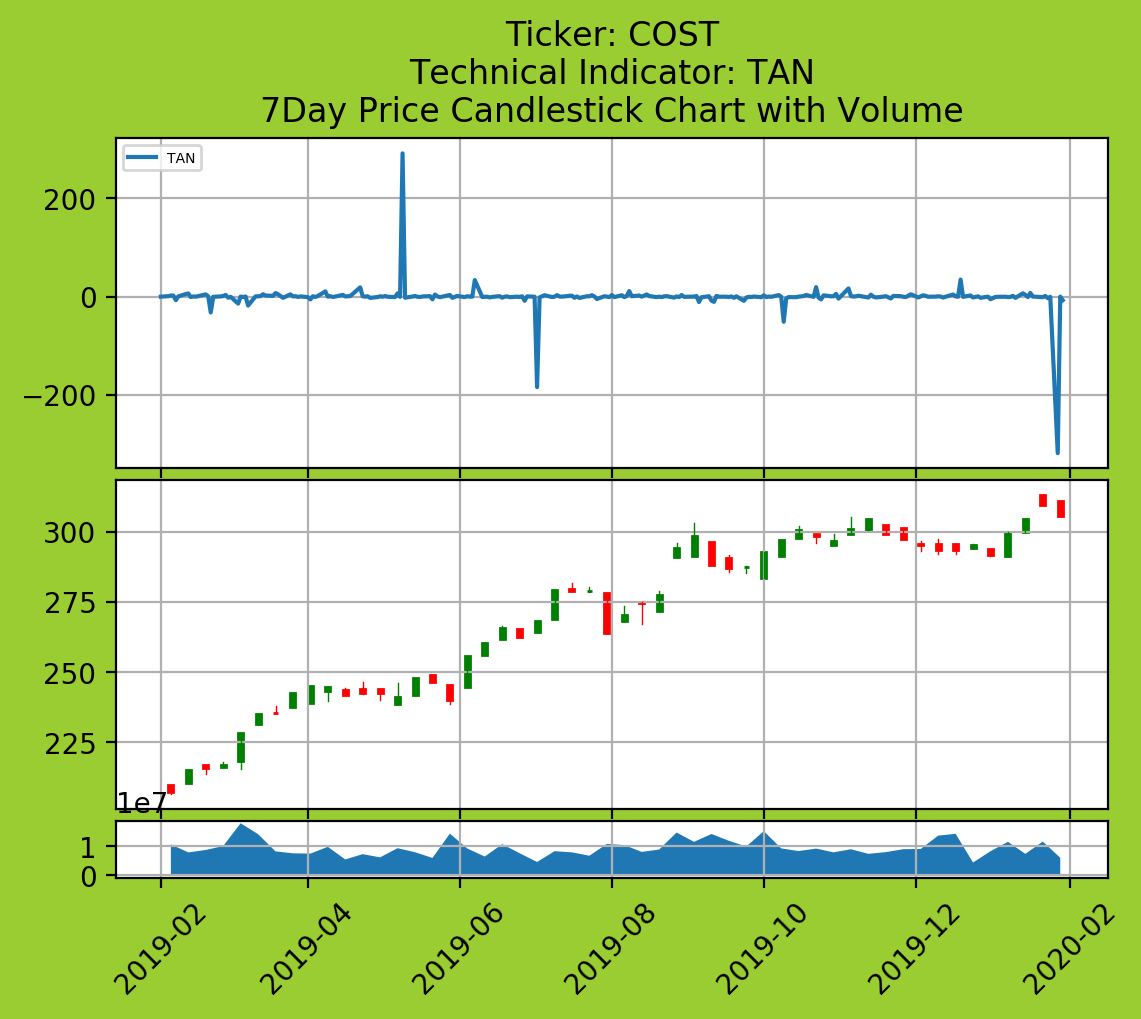 Ticker: COST
Technical Indicator: TAN
7Day Price Candlestick Chart with Volume
TAN
200
0
−200
300
275
250
225
1e7
1
0
2019-02 2019-04 2019-06 2019-08 2019-10 2019-12 2020-02